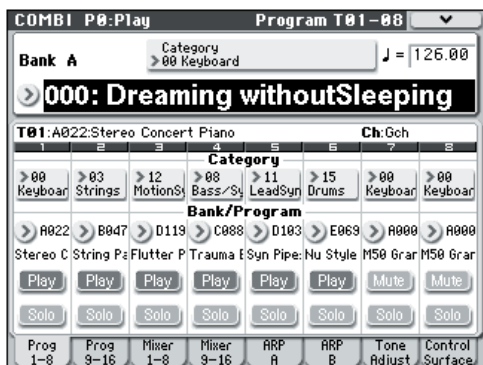 COMBI P0:Play Program T01-08
Bank A
Category
>00 Keyboard
♩= 126.00
000: Dreaming withoutSleeping
T01:A022:Stereo Concert Piano Ch:Gch
1 2 3 4 5 6 7 8
Category
>00 >03 >12 >08 >11 >15 >00 >00
Keyboar Strings MotionSy Bass/Sy LeadSyn Drums Keyboar Keyboar
Bank/Program
A022 B047 D119 C088 D103 E069 A000 A000
Stereo C String Pa Flutter P Trauma E Syn Pipe: Nu Style M50 Grar M50 Grar
Play Play Play Play Play Play Mute Mute
Solo Solo Solo Solo Solo Solo Solo Solo
Prog Prog Mixer Mixer ARP ARP Tone Control
1-8 9-16 1-8 9-16 A B Adjust Surface